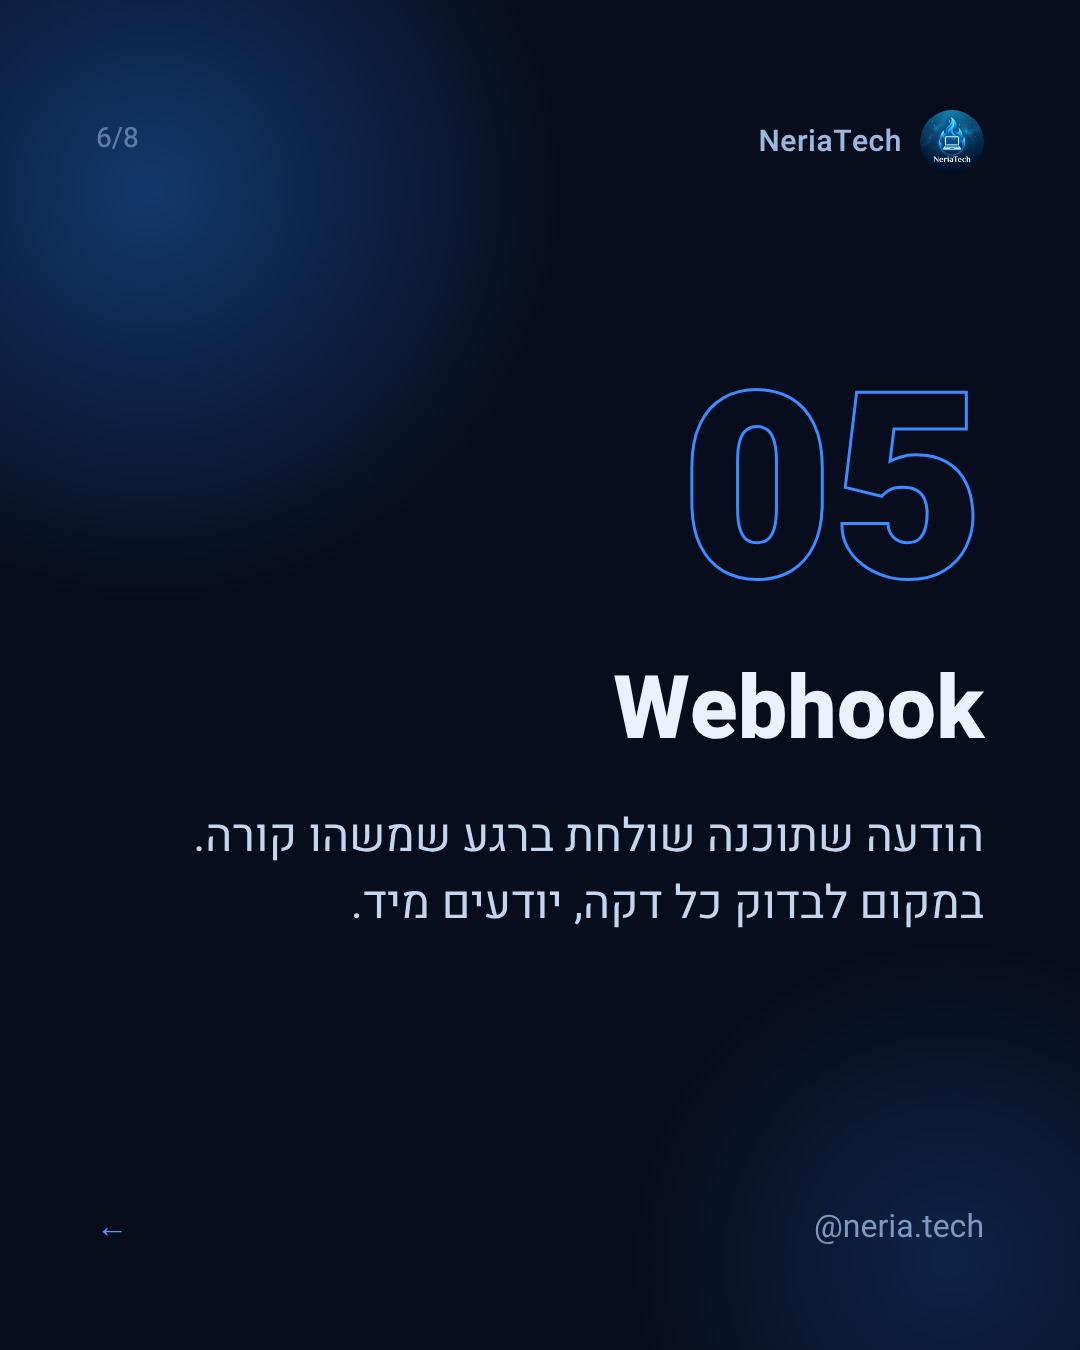 NeriaTech
NeriaTech
6/8
05
Webhook
הודעה שתוכנה שולחת ברגע שמשהו קורה.
במקום לבדוק כל דקה, יודעים מיד.
@neria.tech
←